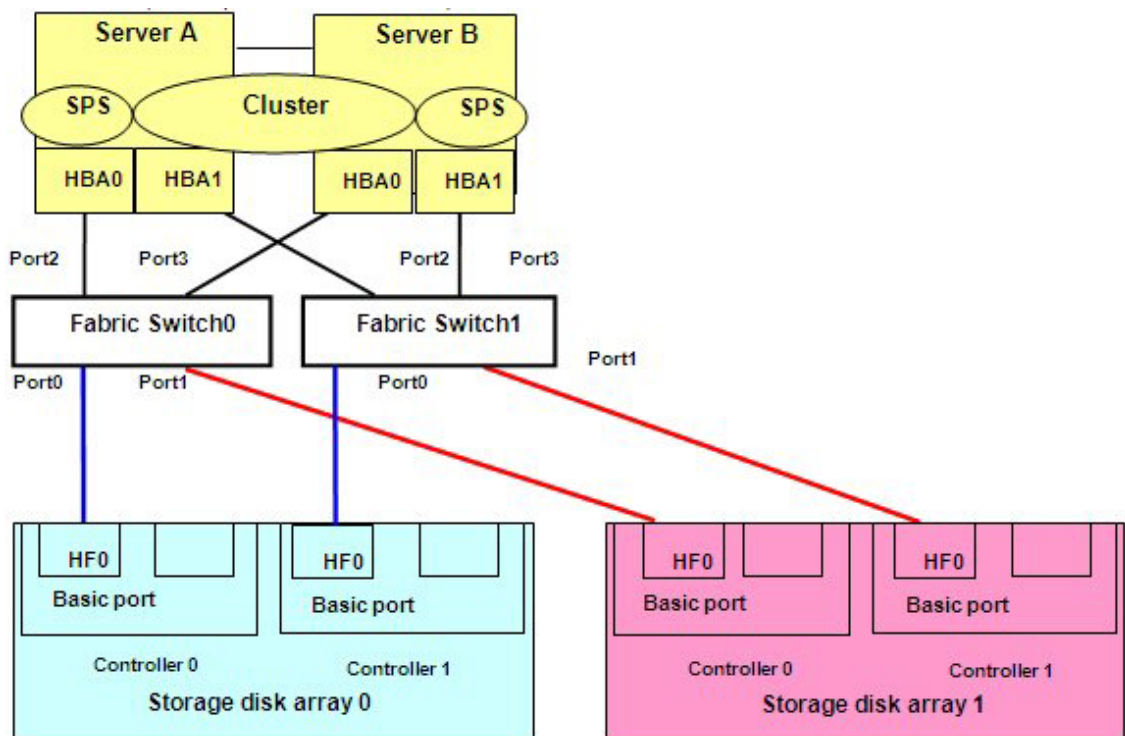 Server A
Server B
SPS
Cluster
SPS
HBA0
HBA1
HBA0
HBA1
Port2
Port3
Port2
Port3
Fabric Switch0
Fabric Switch1
Port0
Port1
Port0
Port1
HF0
HF0
HF0
HF0
Basic port
Basic port
Basic port
Basic port
Controller 0
Controller 1
Controller 0
Controller 1
Storage disk array 0
Storage disk array 1